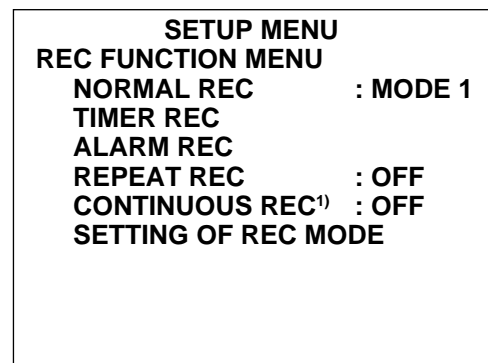 SETUP MENU
REC FUNCTION MENU
NORMAL REC : MODE 1
TIMER REC
ALARM REC
REPEAT REC : OFF
CONTINUOUS REC¹⁾ : OFF
SETTING OF REC MODE